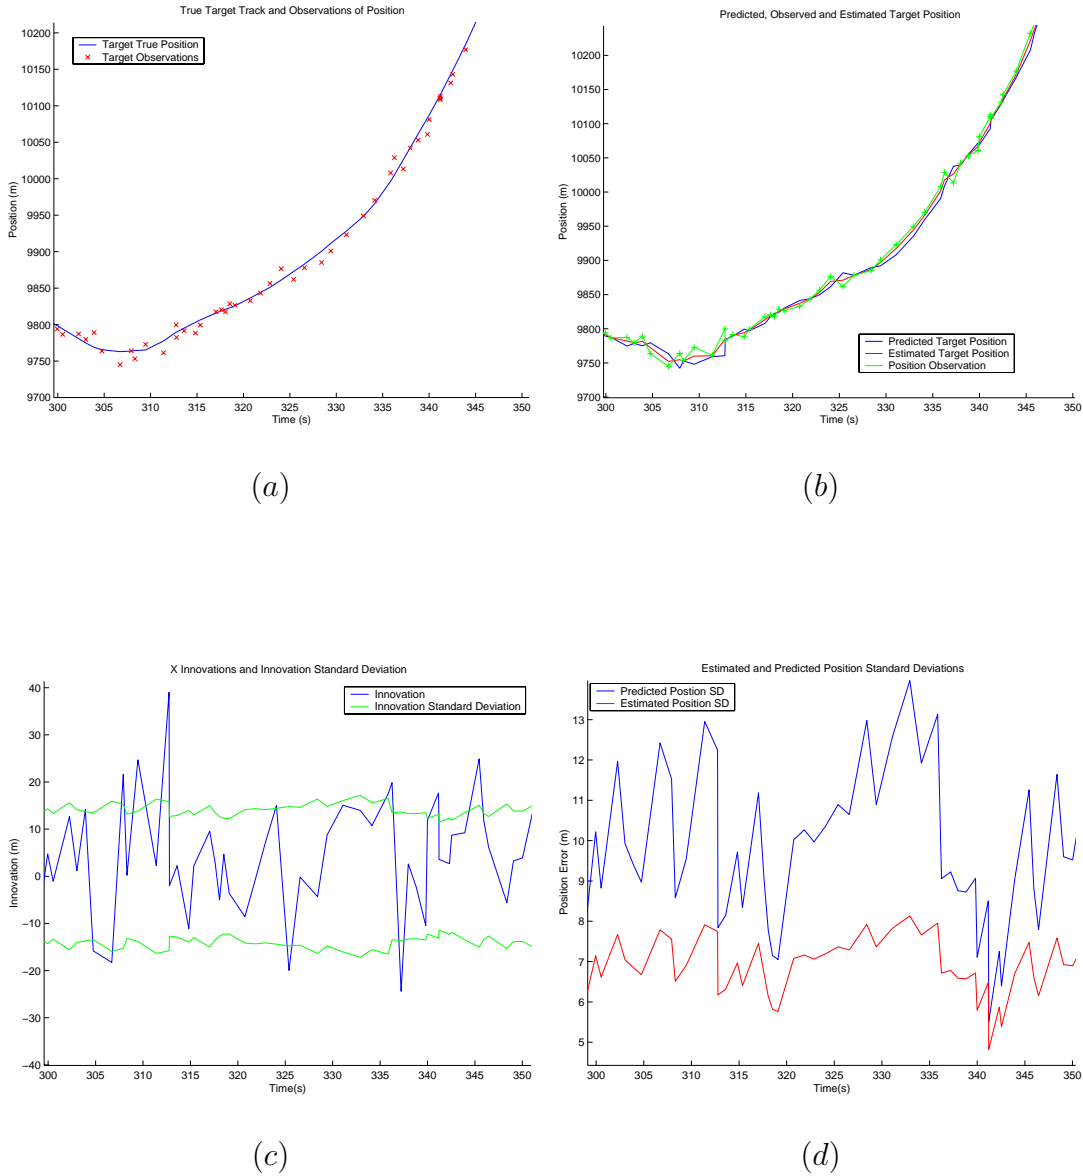 True Target Track and Observations of Position
10200
10150
10100
10050
10000
9950
9900
9850
9800
9750
9700
Position (m)
Target True Position
Target Observations
300 305 310 315 320 325 330 335 340 345 350
Time (s)
(a)
Predicted, Observed and Estimated Target Position
10200
10150
10100
10050
10000
9950
9900
9850
9800
9750
9700
Position (m)
Predicted Target Position
Estimated Target Position
Position Observation
300 305 310 315 320 325 330 335 340 345 350
Time (s)
(b)
X Innovations and Innovation Standard Deviation
40
30
20
10
0
−10
−20
−30
−40
Innovation (m)
Innovation
Innovation Standard Deviation
300 305 310 315 320 325 330 335 340 345 350
Time(s)
(c)
Estimated and Predicted Position Standard Deviations
13
12
11
10
9
8
7
6
5
Position Error (m)
Predicted Postion SD
Estimated Position SD
300 305 310 315 320 325 330 335 340 345 350
Time(s)
(d)